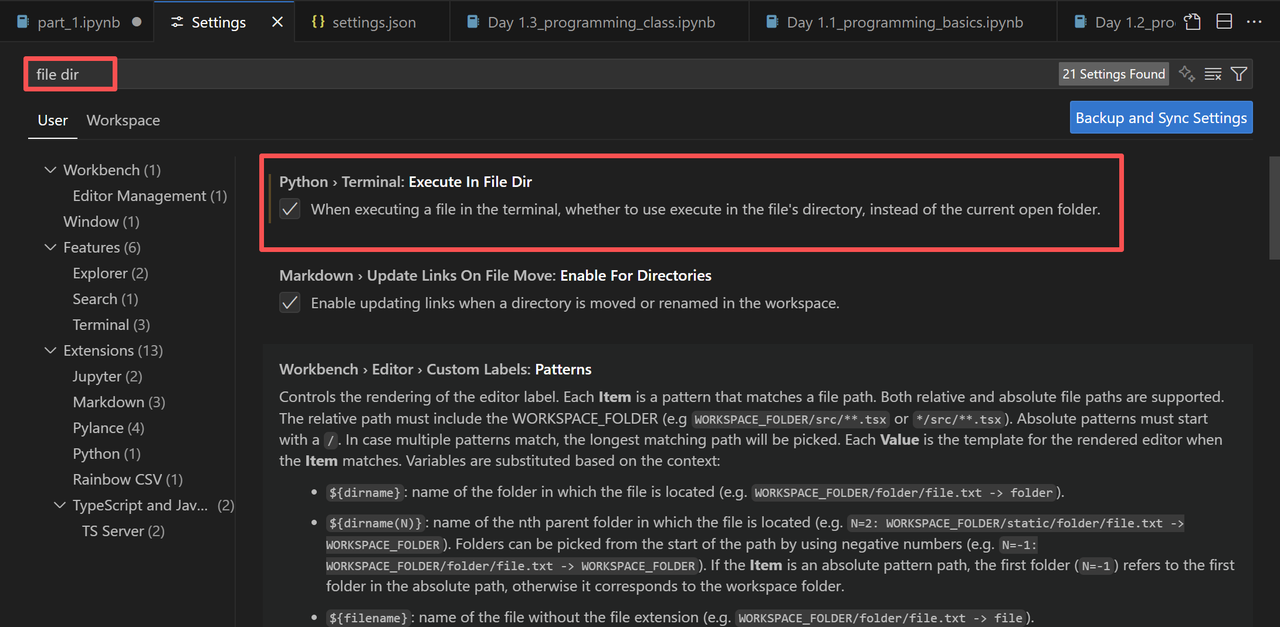 part_1.ipynb
Settings
settings.json
Day 1.3_programming_class.ipynb
Day 1.1_programming_basics.ipynb
Day 1.2_pro
file dir
21 Settings Found
User
Workspace
Backup and Sync Settings
Workbench (1)
Editor Management (1)
Window (1)
Features (6)
Explorer (2)
Search (1)
Terminal (3)
Extensions (13)
Jupyter (2)
Markdown (3)
Pylance (4)
Python (1)
Rainbow CSV (1)
TypeScript and Jav... (2)
TS Server (2)
Python › Terminal: Execute In File Dir
When executing a file in the terminal, whether to use execute in the file's directory, instead of the current open folder.
Markdown › Update Links On File Move: Enable For Directories
Enable updating links when a directory is moved or renamed in the workspace.
Workbench › Editor › Custom Labels: Patterns
Controls the rendering of the editor label. Each Item is a pattern that matches a file path. Both relative and absolute file paths are supported.
The relative path must include the WORKSPACE_FOLDER (e.g WORKSPACE_FOLDER/src/**.tsx or */src/**.tsx). Absolute patterns must start
with a /. In case multiple patterns match, the longest matching path will be picked. Each Value is the template for the rendered editor when
the Item matches. Variables are substituted based on the context:
• ${dirname}: name of the folder in which the file is located (e.g. WORKSPACE_FOLDER/folder/file.txt -> folder).
• ${dirname(N)}: name of the nth parent folder in which the file is located (e.g. N=2: WORKSPACE_FOLDER/static/folder/file.txt ->
WORKSPACE_FOLDER). Folders can be picked from the start of the path by using negative numbers (e.g. N=-1:
WORKSPACE_FOLDER/folder/file.txt -> WORKSPACE_FOLDER). If the Item is an absolute pattern path, the first folder (N=-1) refers to the first
folder in the absolute path, otherwise it corresponds to the workspace folder.
• ${filename}: name of the file without the file extension (e.g. WORKSPACE_FOLDER/folder/file.txt -> file).